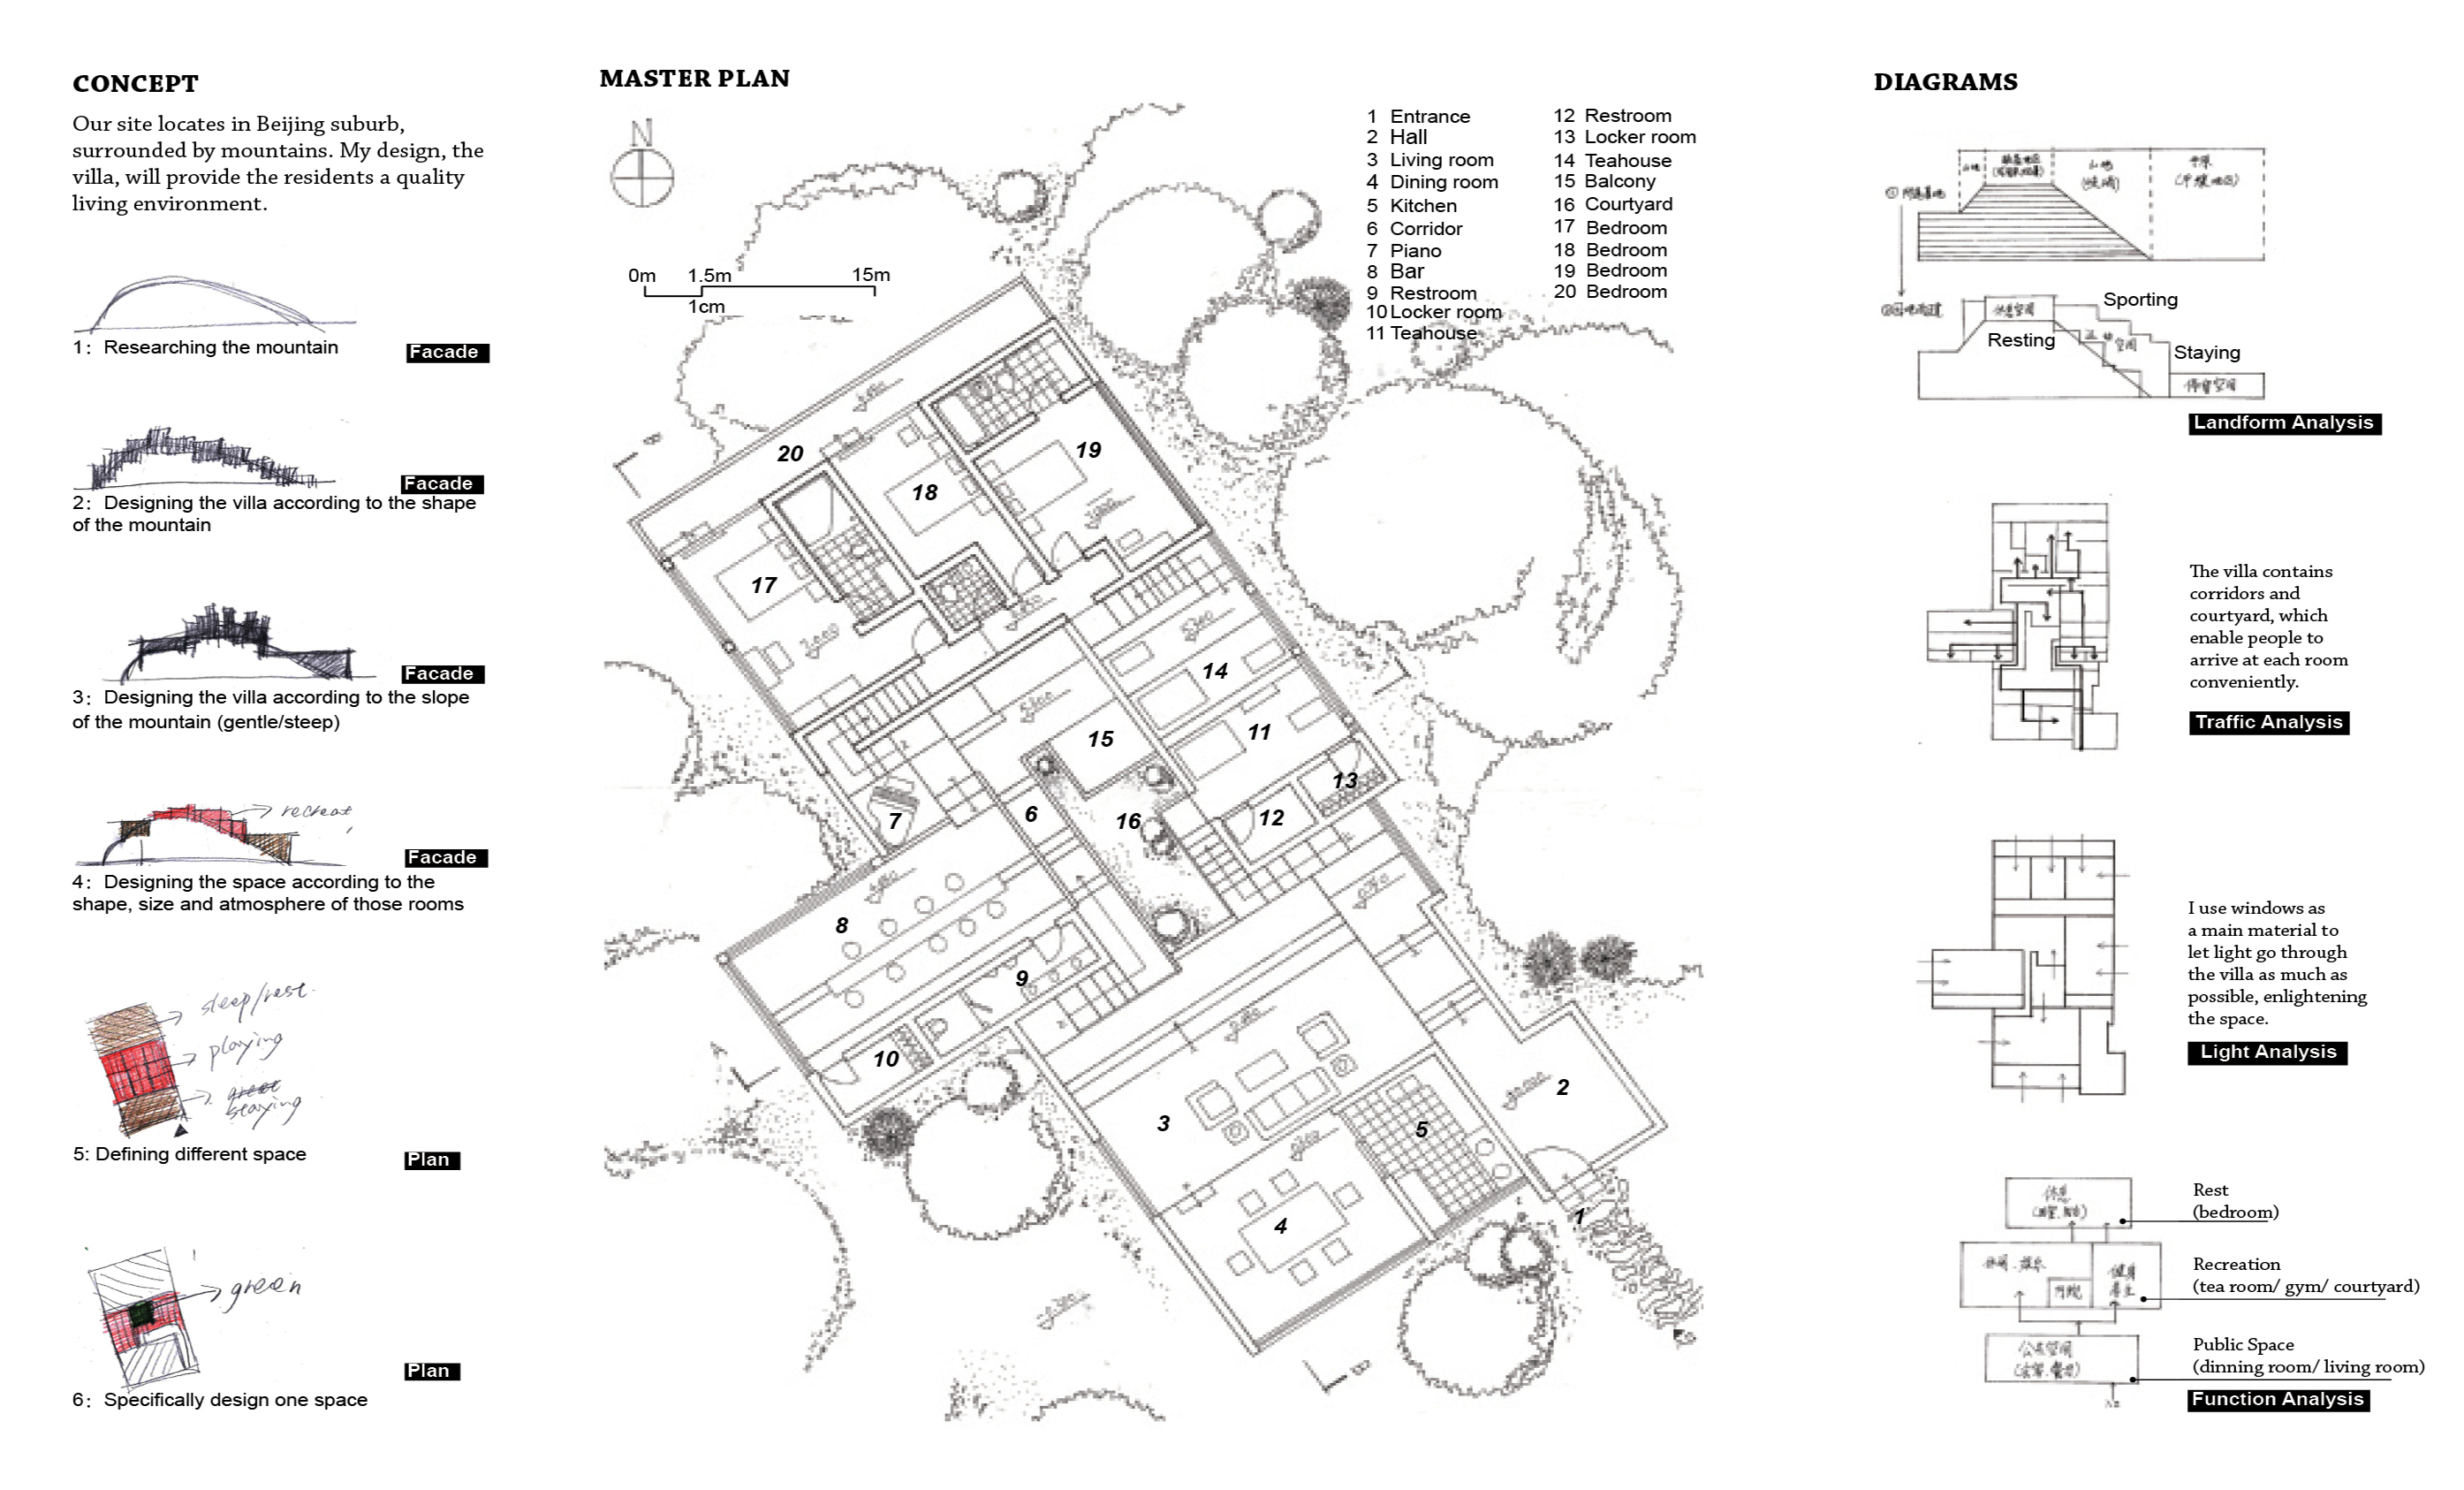 CONCEPT
Our site locates in Beijing suburb,
surrounded by mountains. My design, the
villa, will provide the residents a quality
living environment.
1: Researching the mountain
Facade
Facade
2: Designing the villa according to the shape
of the mountain
Facade
3: Designing the villa according to the slope
of the mountain (gentle/steep)
recreat
Facade
4: Designing the space according to the
shape, size and atmosphere of those rooms
sleep/rest
playing
staying
5: Defining different space
Plan
green
Plan
6: Specifically design one space
MASTER PLAN
N
0m 1.5m 15m
1cm
1 Entrance
2 Hall
3 Living room
4 Dining room
5 Kitchen
6 Corridor
7 Piano
8 Bar
9 Restroom
10 Locker room
11 Teahouse
12 Restroom
13 Locker room
14 Teahouse
15 Balcony
16 Courtyard
17 Bedroom
18 Bedroom
19 Bedroom
20 Bedroom
20
19
18
17
14
11
15
13
12
6
16
7
8
9
10
3
5
2
4
1
DIAGRAMS
山地
Sporting
Resting
Staying
Landform Analysis
The villa contains
corridors and
courtyard, which
enable people to
arrive at each room
conveniently.
Traffic Analysis
I use windows as
a main material to
let light go through
the villa as much as
possible, enlightening
the space.
Light Analysis
Rest
(bedroom)
Recreation
(tea room/ gym/ courtyard)
公共空间
Public Space
(dinning room/ living room)
Function Analysis